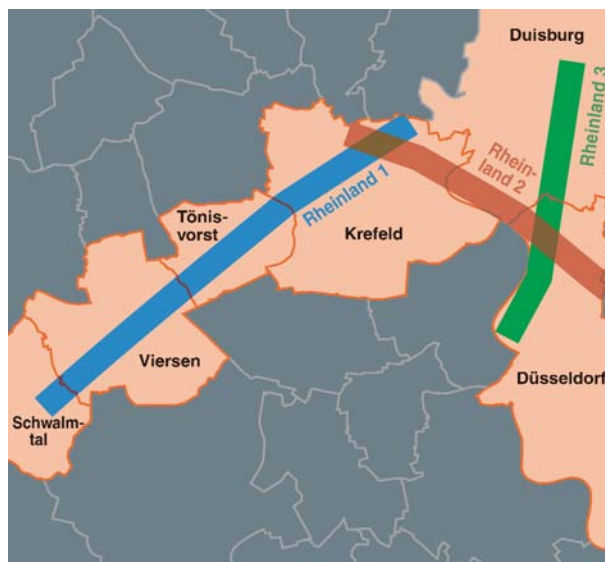 Duisburg
Rheinland 3
Rhein-
land 2
Rheinland 1
Tönis-
vorst
Krefeld
Viersen
Düsseldorf
Schwalm-
tal